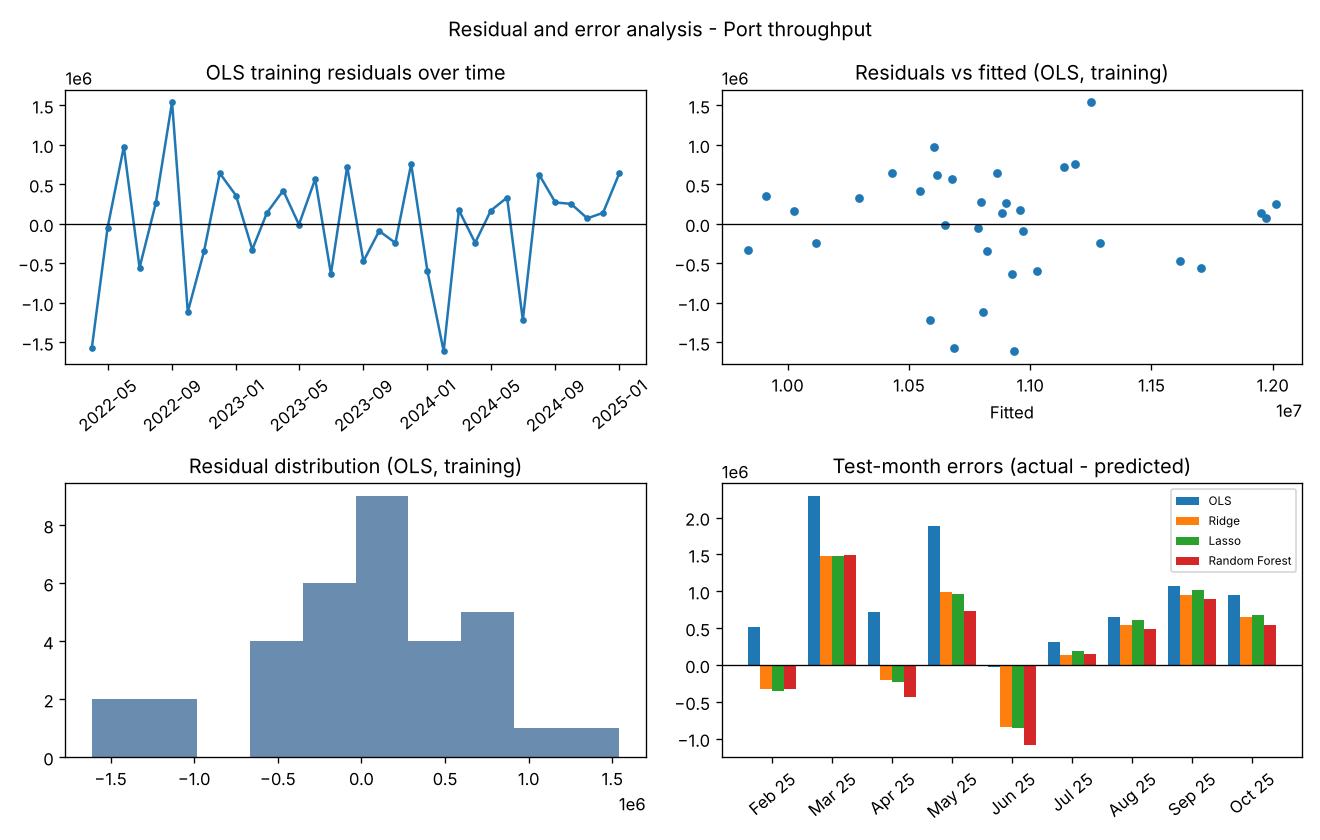 Residual and error analysis - Port throughput
OLS training residuals over time
1e6
1.5
1.0
0.5
0.0
−0.5
−1.0
−1.5
2022-05
2022-09
2023-01
2023-05
2023-09
2024-01
2024-05
2024-09
2025-01
Residuals vs fitted (OLS, training)
1e6
1.5
1.0
0.5
0.0
−0.5
−1.0
−1.5
1.00
1.05
1.10
1.15
1.20
1e7
Fitted
Residual distribution (OLS, training)
8
6
4
2
0
−1.5
−1.0
−0.5
0.0
0.5
1.0
1.5
1e6
Test-month errors (actual - predicted)
1e6
2.0
1.5
1.0
0.5
0.0
−0.5
−1.0
OLS
Ridge
Lasso
Random Forest
Feb 25
Mar 25
Apr 25
May 25
Jun 25
Jul 25
Aug 25
Sep 25
Oct 25